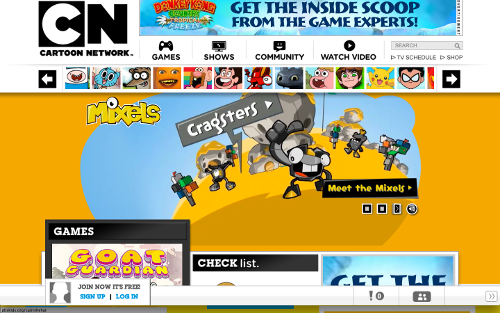 CN
CARTOON NETWORK
DONKEY KONG
COUNTRY
TROPICAL
FREEZE
GET THE INSIDE SCOOP
FROM THE GAME EXPERTS!
GAMES
SHOWS
COMMUNITY
WATCH VIDEO
SEARCH
TV SCHEDULE
SHOP
Mixels
Cragsters
Meet the Mixels
GAMES
GOAT
GUARDIAN
CHECK list.
GET THE
JOIN NOW IT'S FREE!
SIGN UP | LOG IN
0